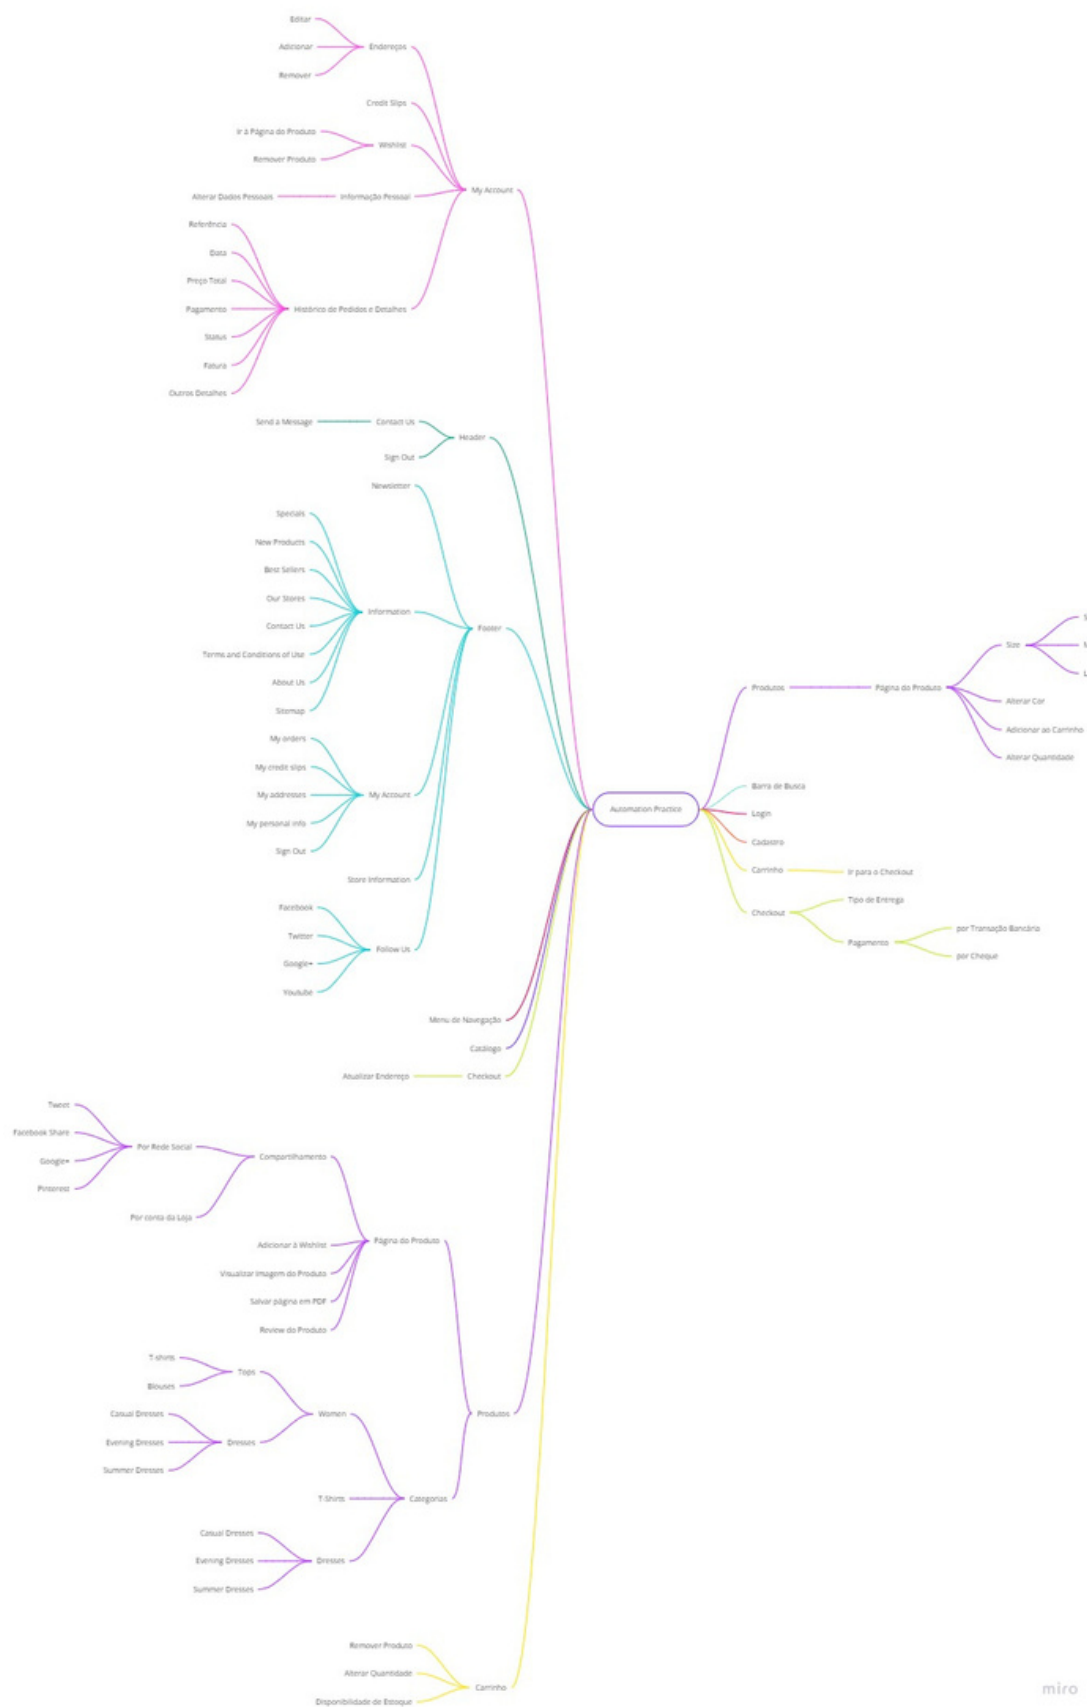 Editar
Adicionar
Remover
Endereços
Credit Slips
Ir à Página do Produto
Remover Produto
Wishlist
Alterar Dados Pessoais
Informação Pessoal
My Account
Referência
Data
Preço Total
Pagamento
Status
Fatura
Outros Detalhes
Histórico de Pedidos e Detalhes
Send a Message
Contact Us
Sign Out
Header
Newsletter
Specials
New Products
Best Sellers
Our Stores
Contact Us
Terms and Conditions of Use
About Us
Sitemap
Information
Footer
My orders
My credit slips
My addresses
My personal info
Sign Out
My Account
Store Information
Facebook
Twitter
Google+
Youtube
Follow Us
Menu de Navegação
Catálogo
Atualizar Endereço
Checkout
Tweet
Facebook Share
Google+
Pinterest
Por Rede Social
Por conta da Loja
Compartilhamento
Adicionar à Wishlist
Visualizar Imagem do Produto
Salvar página em PDF
Review do Produto
Página do Produto
T-shirts
Blouses
Tops
Casual Dresses
Evening Dresses
Summer Dresses
Dresses
Women
T-Shirts
Casual Dresses
Evening Dresses
Summer Dresses
Dresses
Categorias
Produtos
Remover Produto
Alterar Quantidade
Disponibilidade de Estoque
Carrinho
Automation Practice
Produtos
Página do Produto
Size
L
Alterar Cor
Adicionar ao Carrinho
Alterar Quantidade
Barra de Busca
Login
Cadastro
Carrinho
Ir para o Checkout
Checkout
Tipo de Entrega
Pagamento
por Transação Bancária
por Cheque
miro